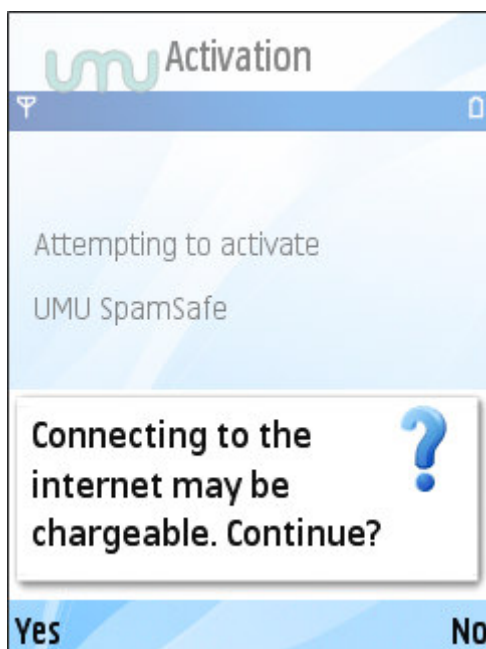 umu Activation
Attempting to activate
UMU SpamSafe
Connecting to the
internet may be
chargeable. Continue?
Yes No